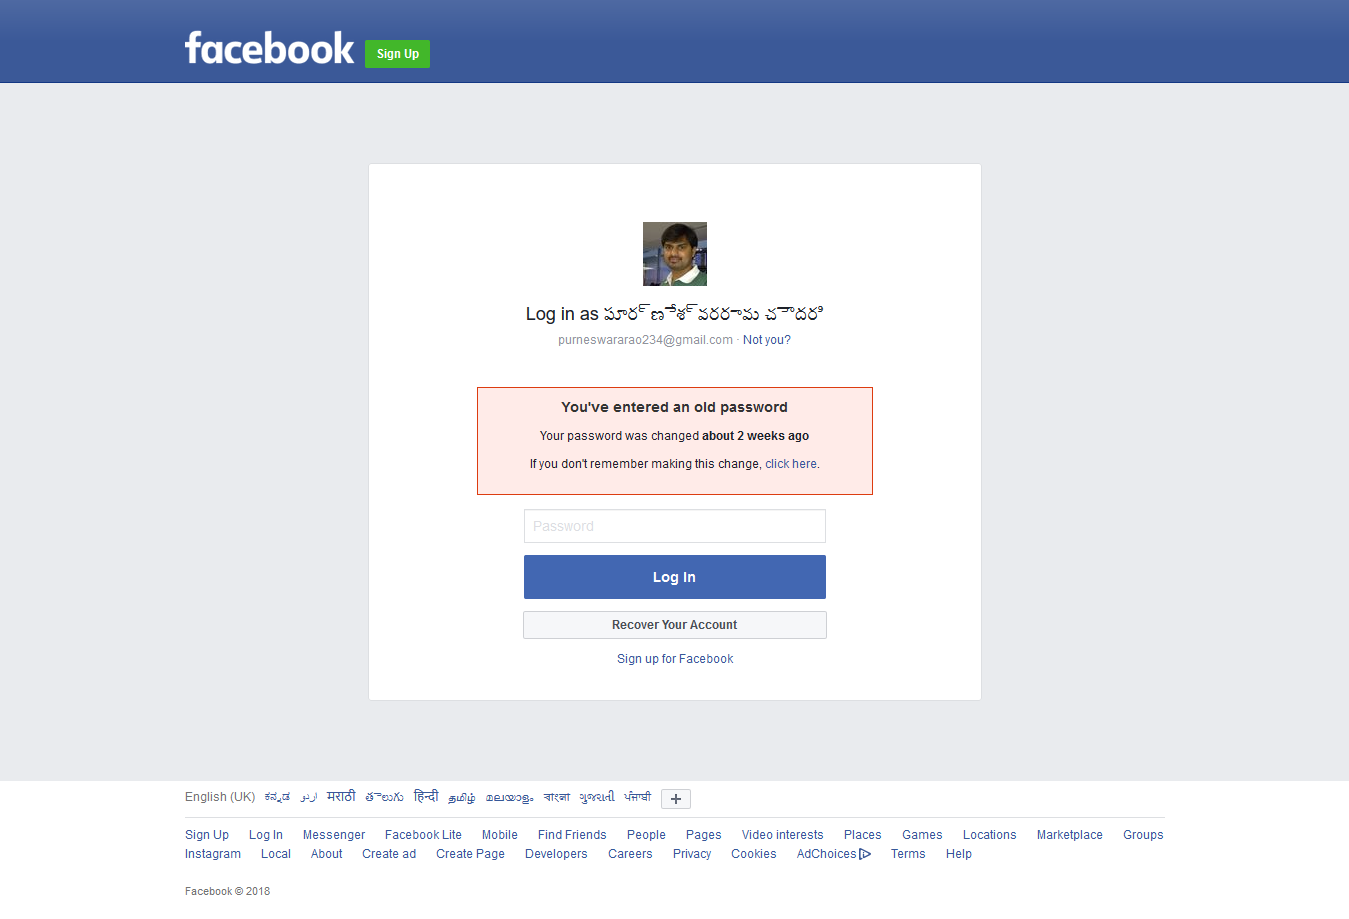 facebook Sign Up
Log in as పూర్ణేశ్వరరామ చౌదరి
purneswararao234@gmail.com · Not you?
You've entered an old password
Your password was changed about 2 weeks ago
If you don't remember making this change, click here.
Password
Log In
Recover Your Account
Sign up for Facebook
English (UK) ಕನ್ನಡ اردو मराठी తెలుగు हिन्दी தமிழ் മലയാളം বাংলা ગુજરાતી ਪੰਜਾਬੀ +
Sign Up Log In Messenger Facebook Lite Mobile Find Friends People Pages Video interests Places Games Locations Marketplace Groups
Instagram Local About Create ad Create Page Developers Careers Privacy Cookies AdChoices Terms Help
Facebook © 2018